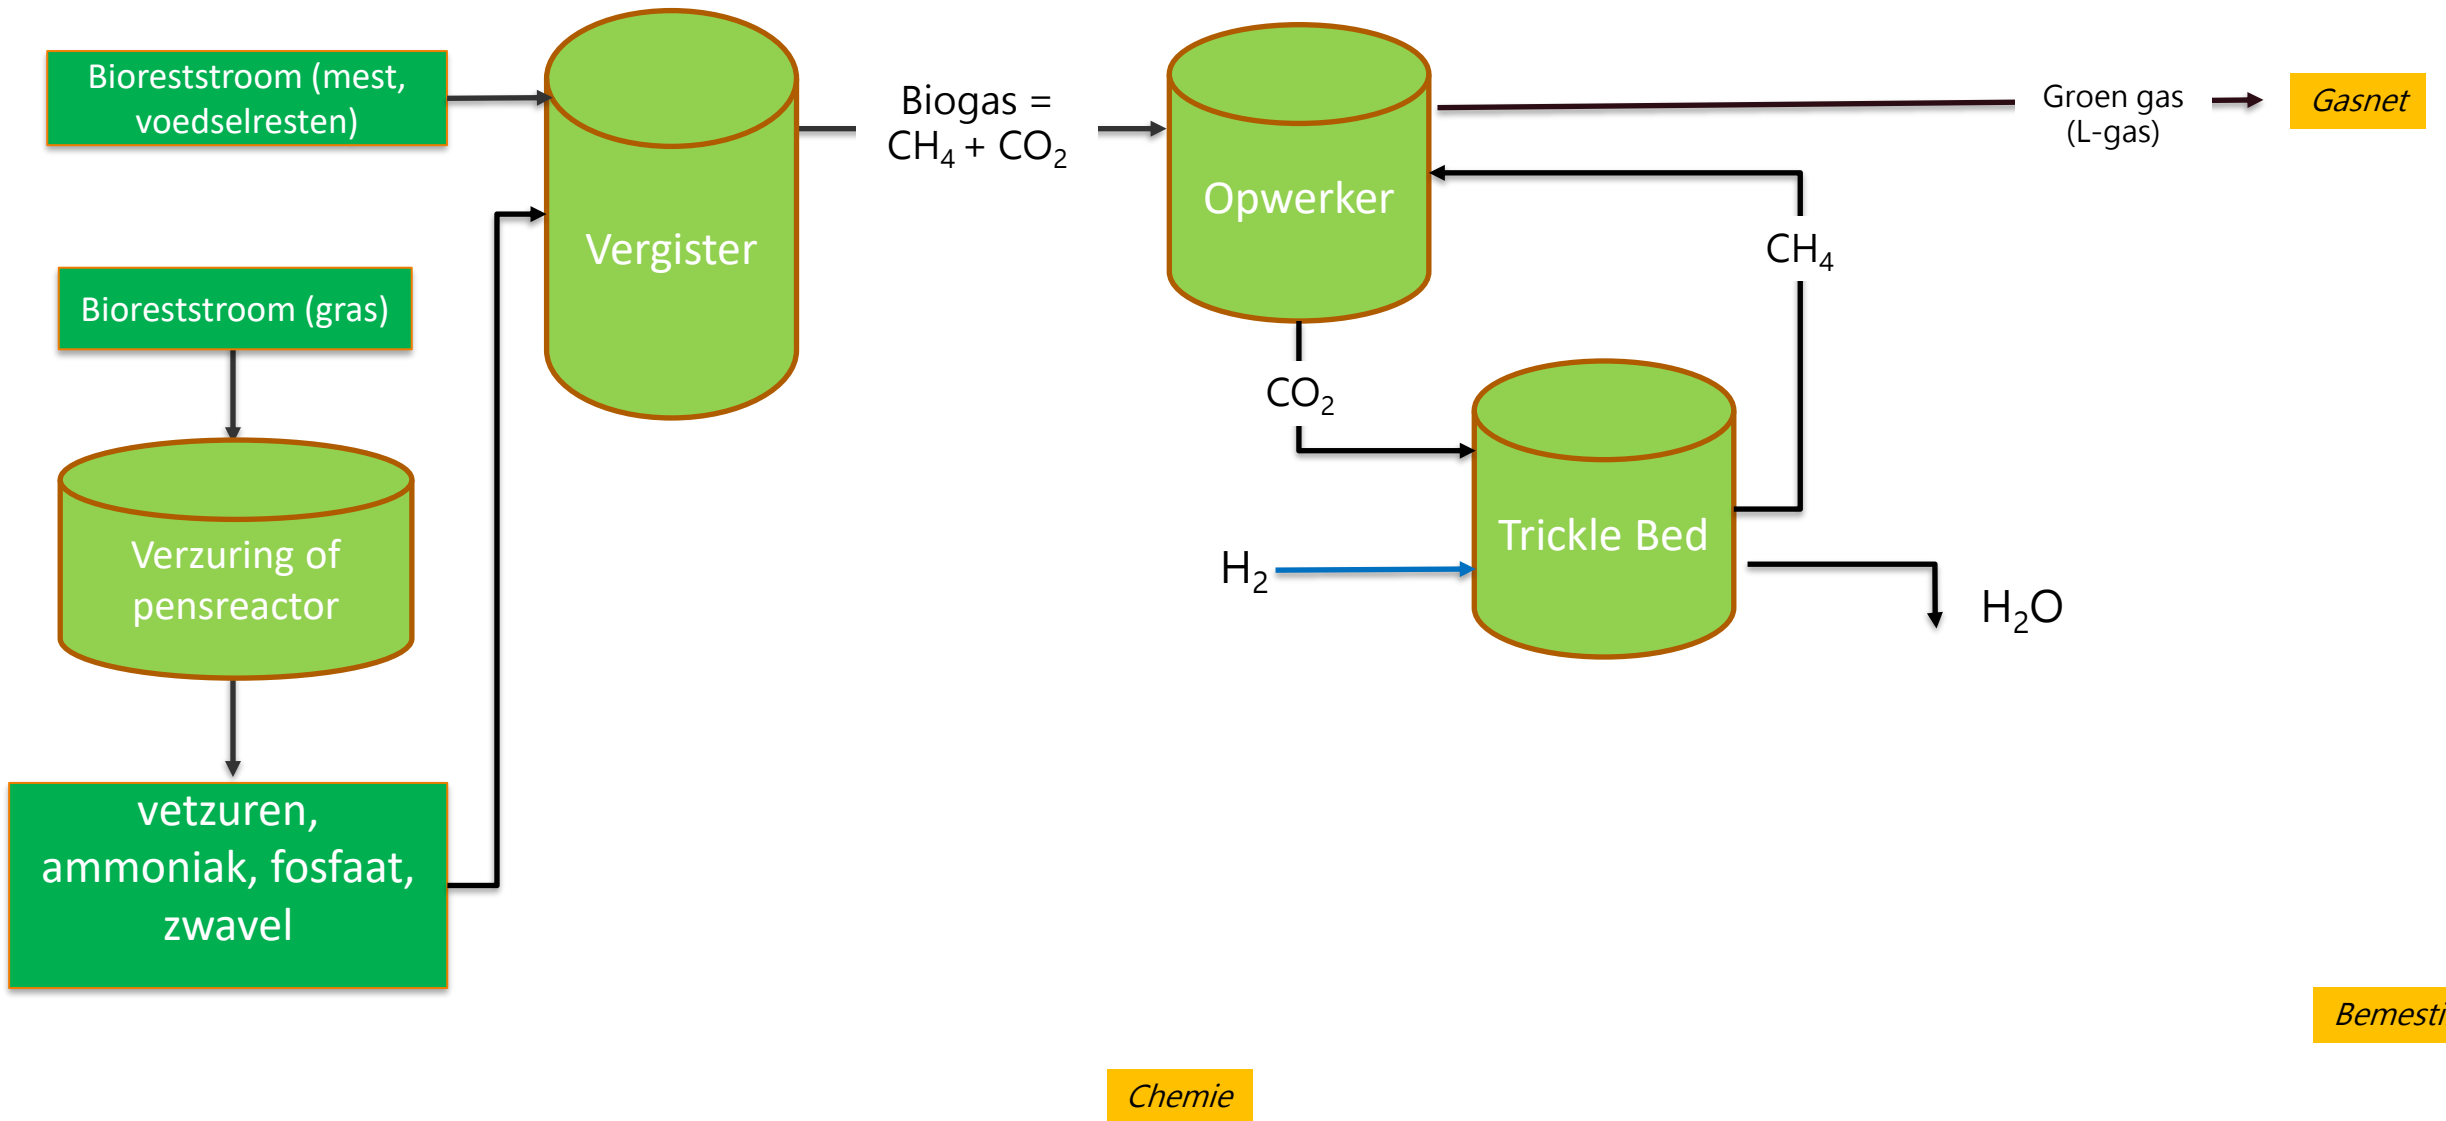 Bioreststroom (mest,
voedselresten)
Vergister
Biogas =
CH₄ + CO₂
Opwerker
Groen gas
(L-gas)
Gasnet
CH₄
Bioreststroom (gras)
CO₂
Trickle Bed
H₂
H₂O
Verzuring of
pensreactor
vetzuren,
ammoniak, fosfaat,
zwavel
Bemesti
Chemie